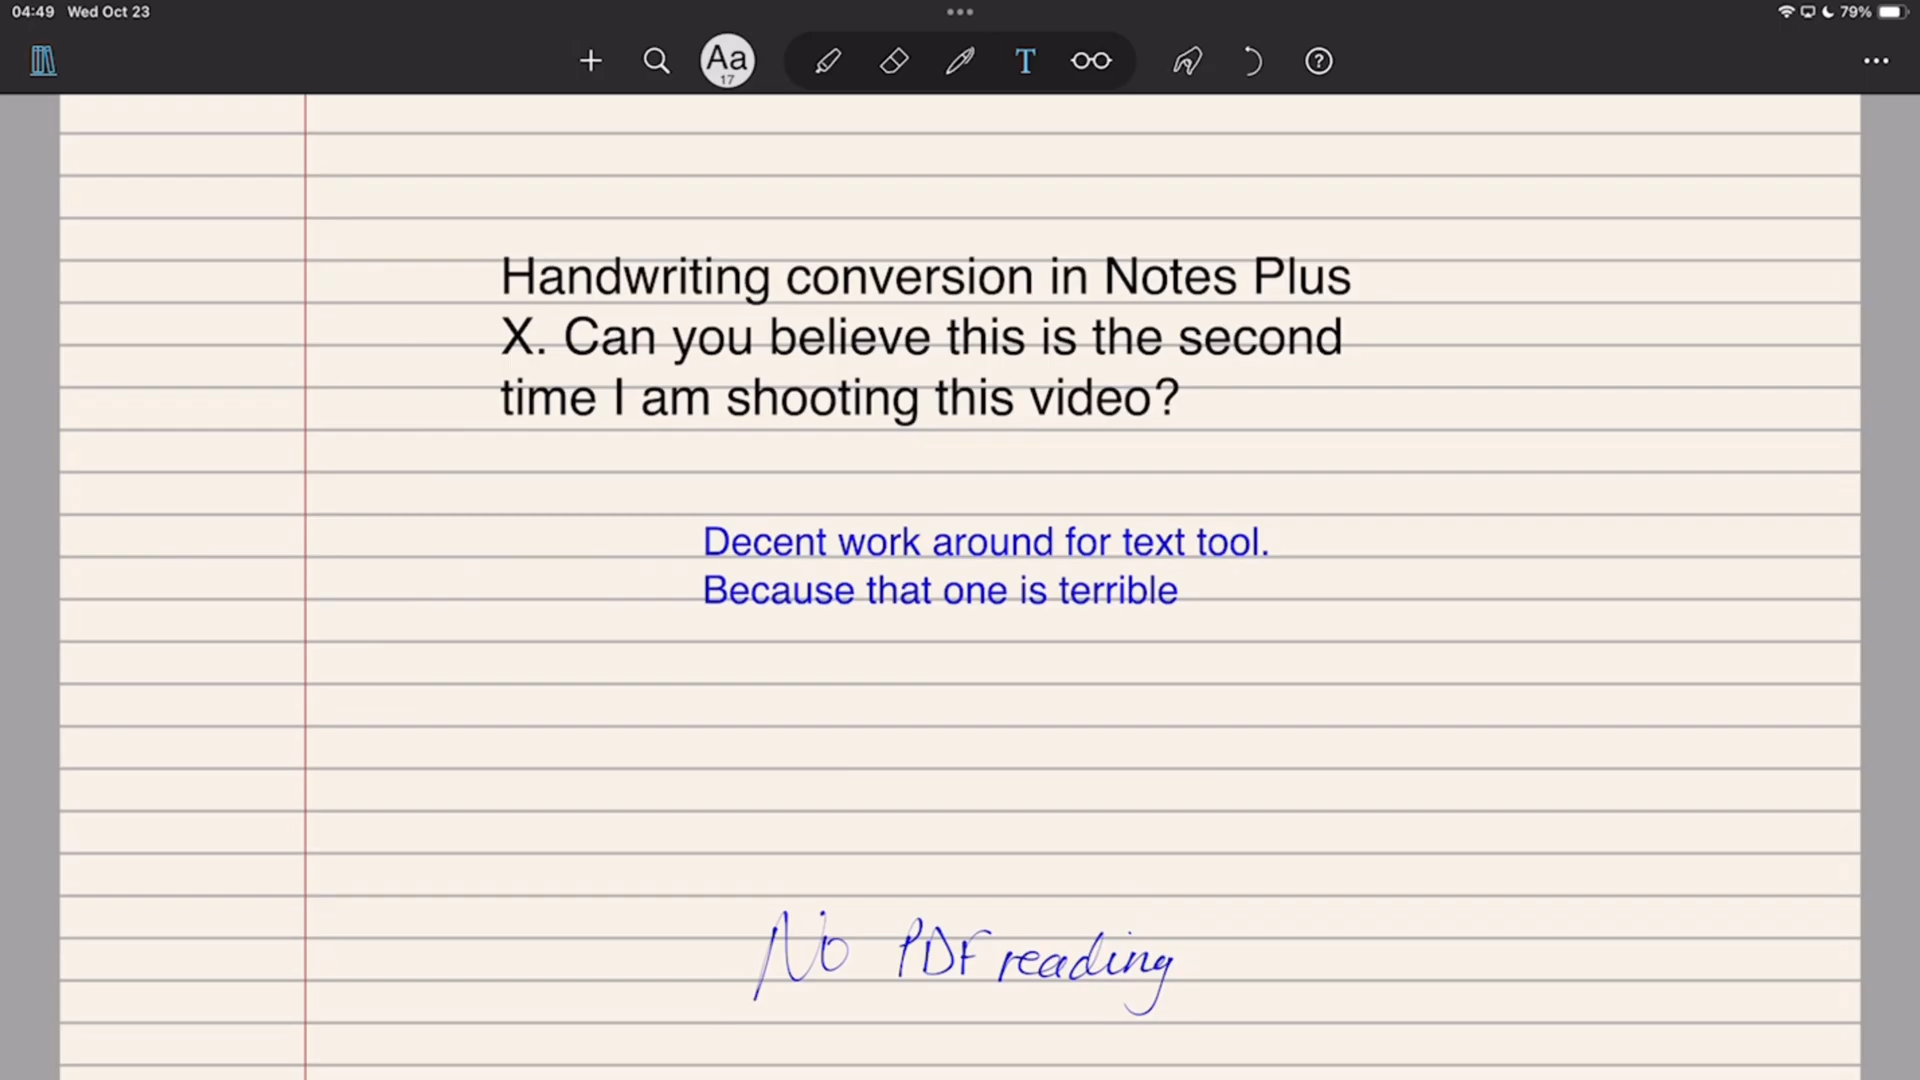 04:49 Wed Oct 23
79%
Aa
17
T
?
Handwriting conversion in Notes Plus
X. Can you believe this is the second
time I am shooting this video?
Decent work around for text tool.
Because that one is terrible
No PDF reading